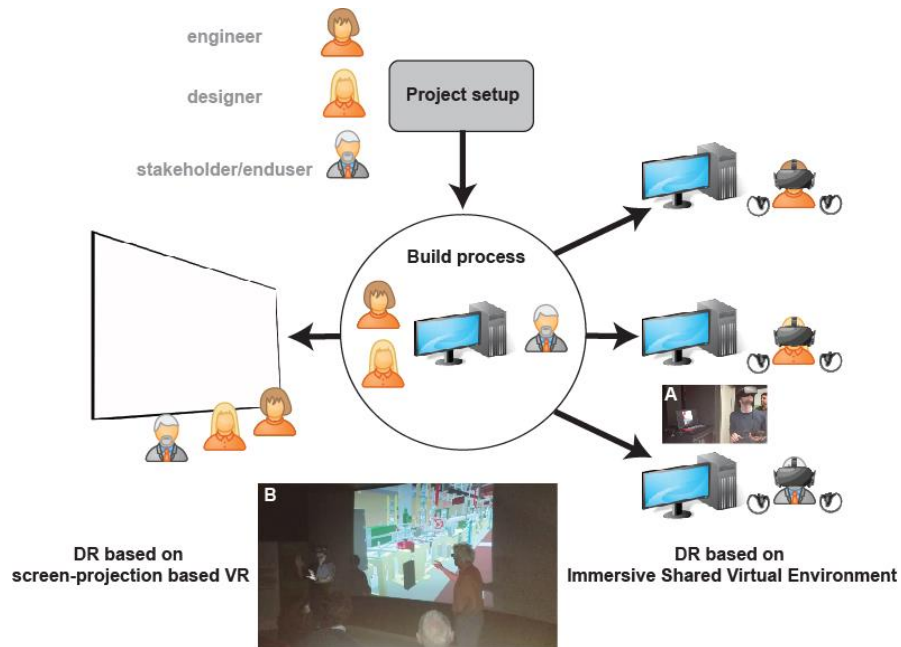 engineer
designer
stakeholder/enduser
Project setup
Build process
A
B
DR based on
screen-projection based VR
DR based on
Immersive Shared Virtual Environment